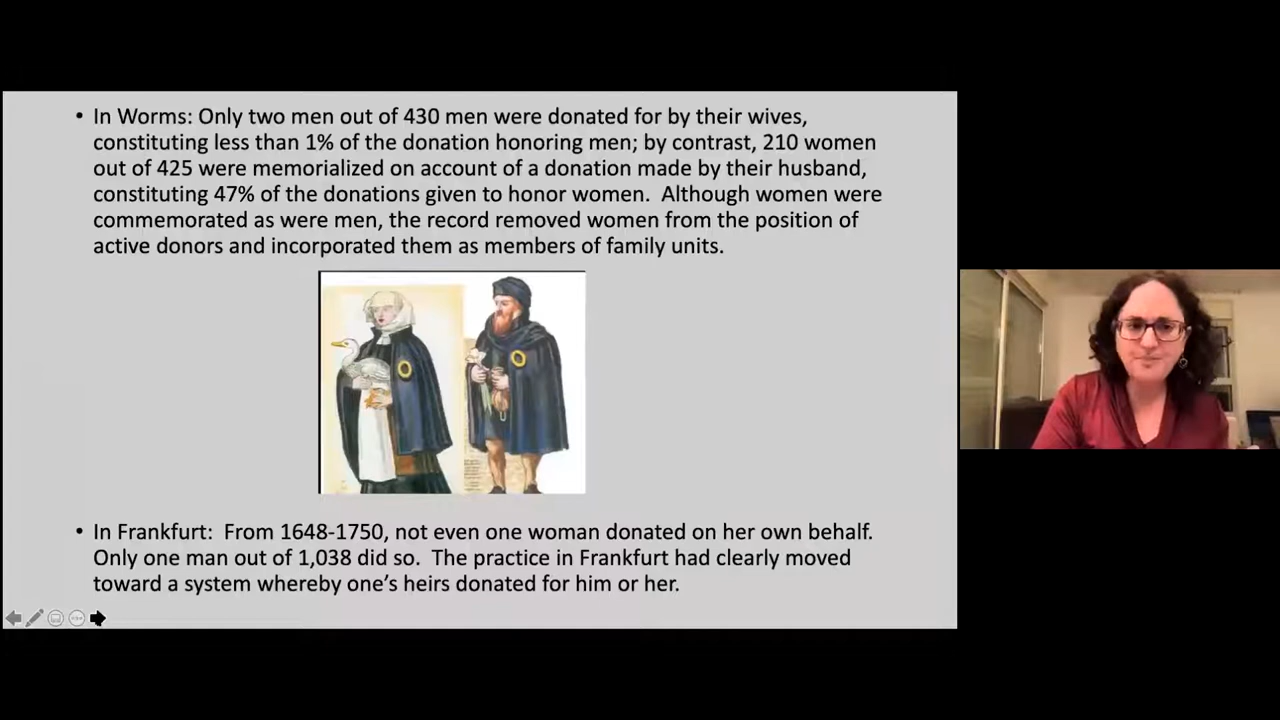 • In Worms: Only two men out of 430 men were donated for by their wives,
constituting less than 1% of the donation honoring men; by contrast, 210 women
out of 425 were memorialized on account of a donation made by their husband,
constituting 47% of the donations given to honor women.  Although women were
commemorated as were men, the record removed women from the position of
active donors and incorporated them as members of family units.
• In Frankfurt:  From 1648-1750, not even one woman donated on her own behalf.
Only one man out of 1,038 did so.  The practice in Frankfurt had clearly moved
toward a system whereby one’s heirs donated for him or her.